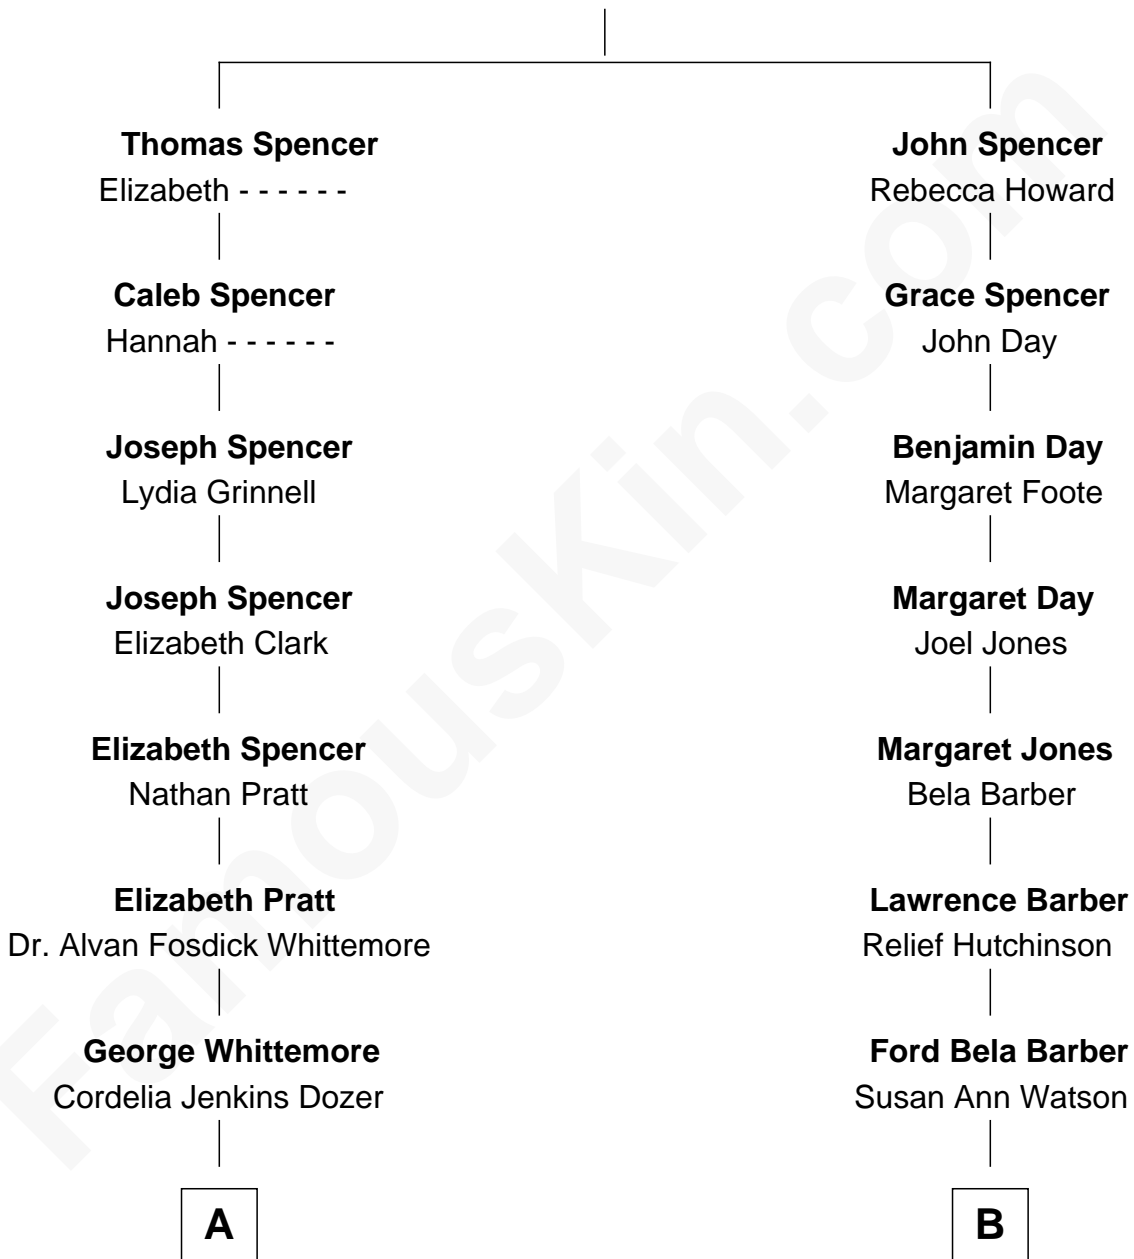 Thomas Spencer
Elizabeth - - - - - -
Caleb Spencer
Hannah - - - - - -
Joseph Spencer
Lydia Grinnell
Joseph Spencer
Elizabeth Clark
Elizabeth Spencer
Nathan Pratt
Elizabeth Pratt
Dr. Alvan Fosdick Whittemore
George Whittemore
Cordelia Jenkins Dozer
A
John Spencer
Rebecca Howard
Grace Spencer
John Day
Benjamin Day
Margaret Foote
Margaret Day
Joel Jones
Margaret Jones
Bela Barber
Lawrence Barber
Relief Hutchinson
Ford Bela Barber
Susan Ann Watson
B
FamousKin.com